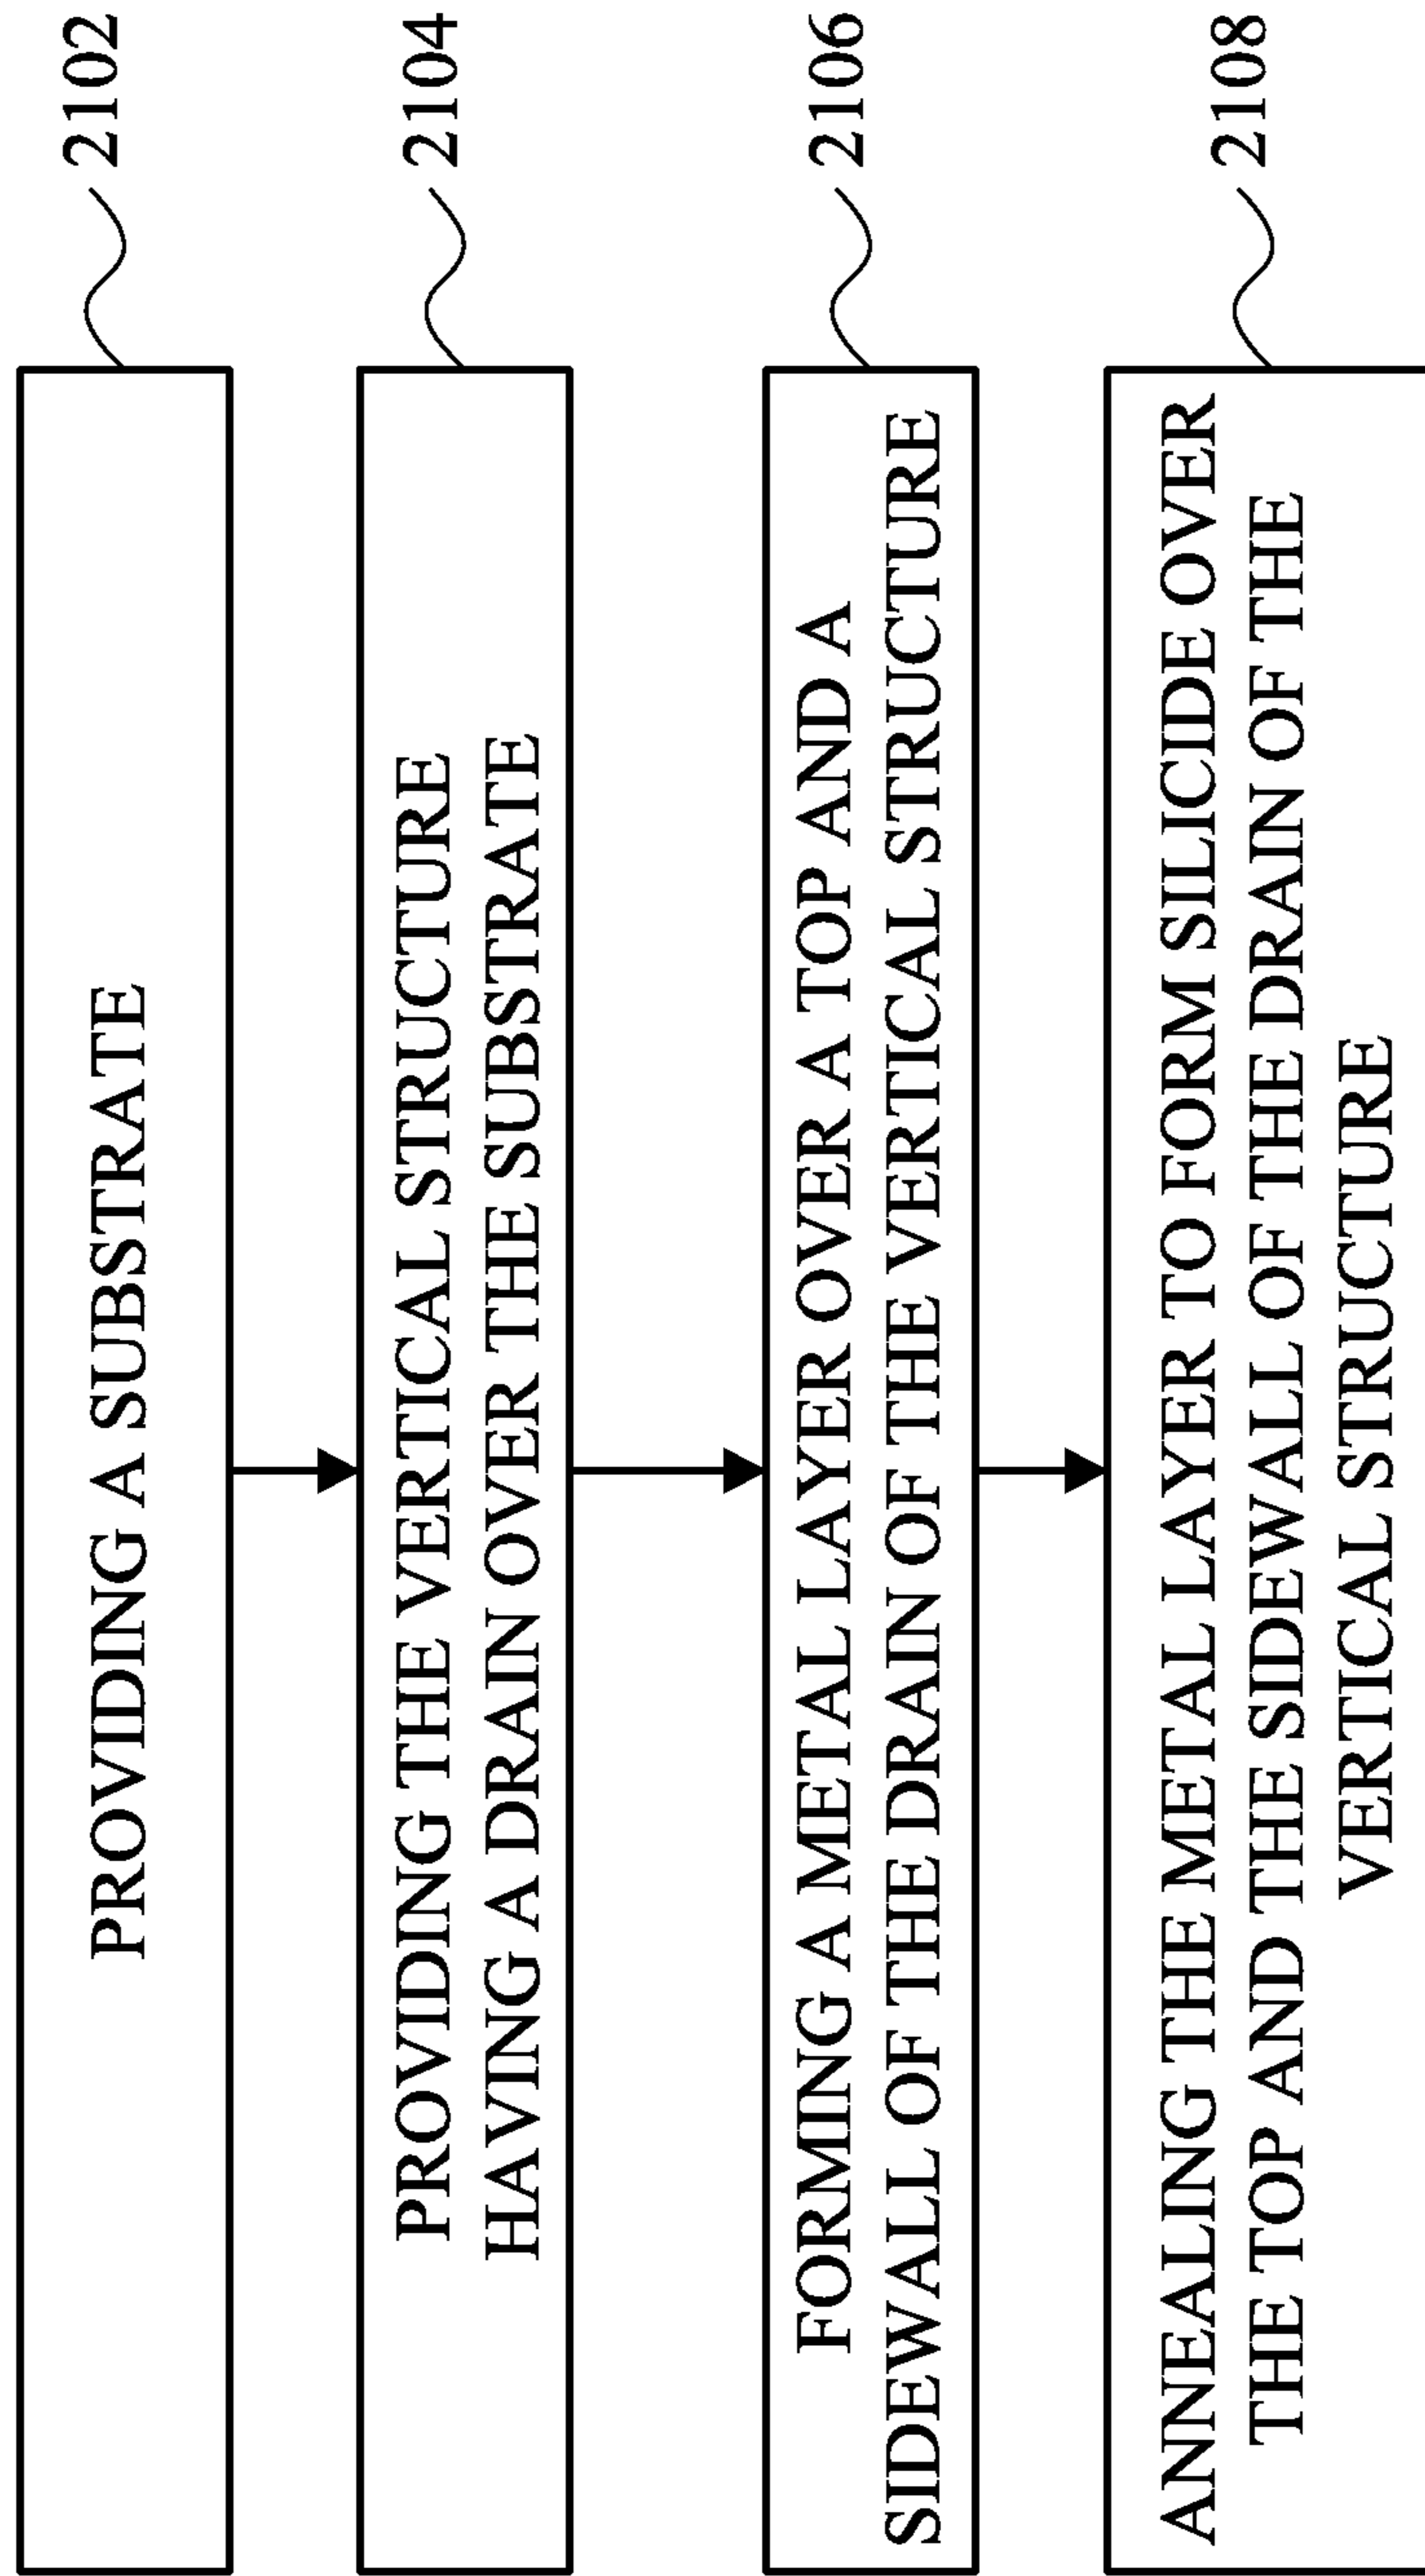 PROVIDING A SUBSTRATE
2102
PROVIDING THE VERTICAL STRUCTURE
HAVING A DRAIN OVER THE SUBSTRATE
2104
FORMING A METAL LAYER OVER A TOP AND A
SIDEWALL OF THE DRAIN OF THE VERTICAL STRUCTURE
2106
ANNEALING THE METAL LAYER TO FORM SILICIDE OVER
THE TOP AND THE SIDEWALL OF THE DRAIN OF THE
VERTICAL STRUCTURE
2108